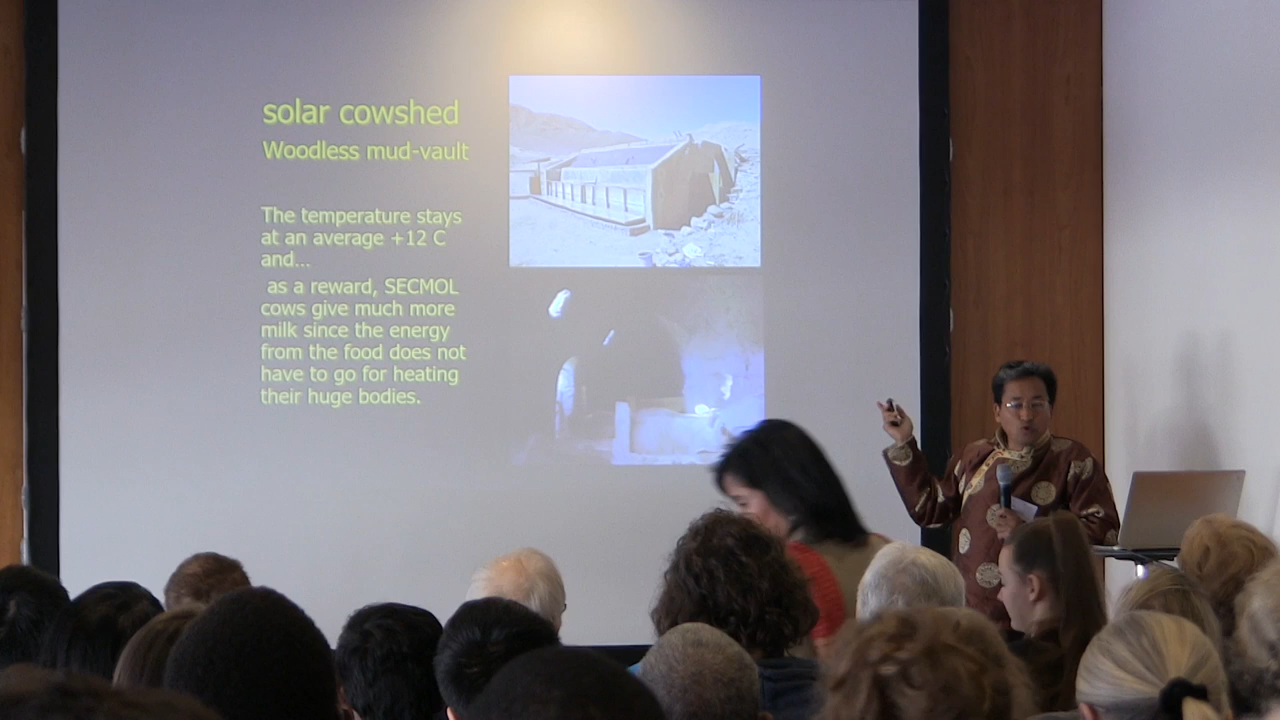 solar cowshed
Woodless mud-vault
The temperature stays
at an average +12 C
and...
as a reward, SECMOL
cows give much more
milk since the energy
from the food does not
have to go for heating
their huge bodies.